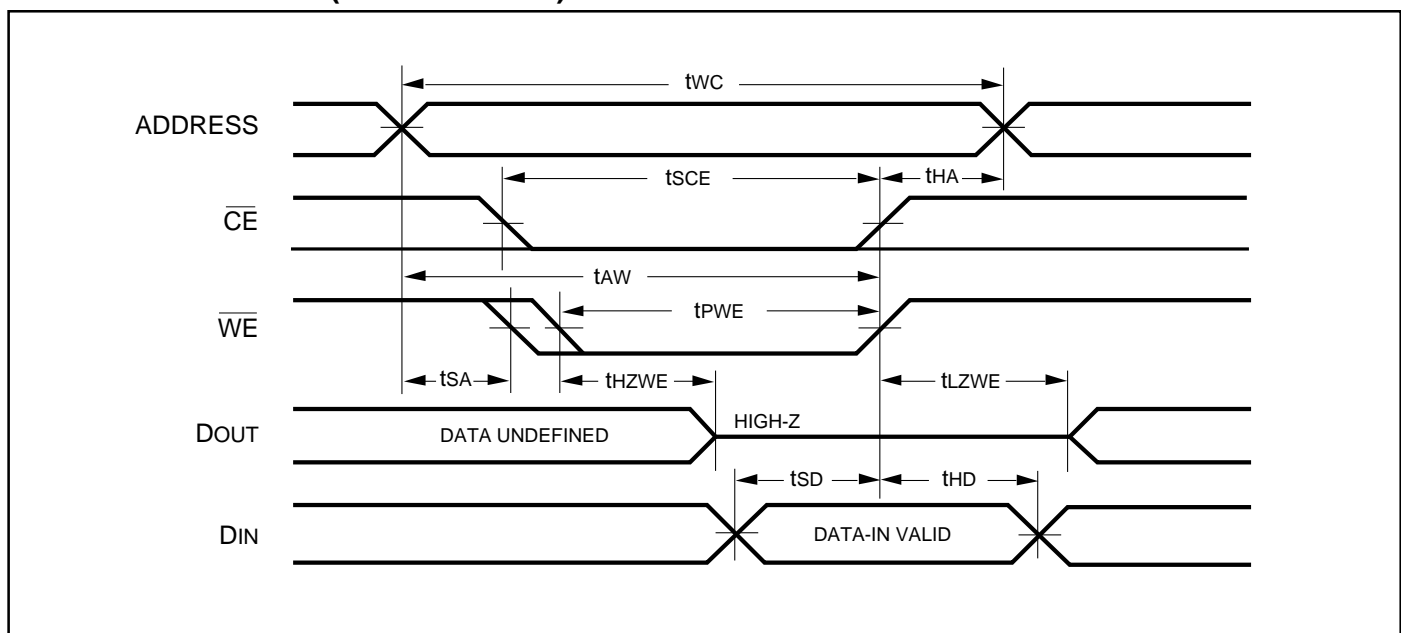 tWC
ADDRESS
tSCE
tHA
CE
tAW
tPWE
WE
tSA
tHZWE
tLZWE
HIGH-Z
DOUT
DATA UNDEFINED
tSD
tHD
DIN
DATA-IN VALID